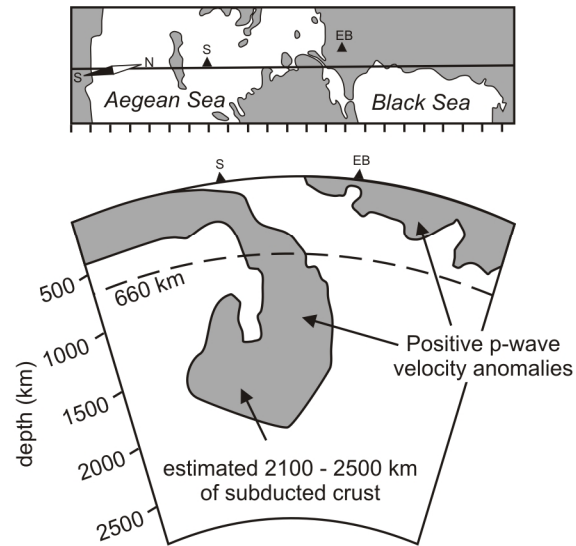 EB
S
N
S
Aegean Sea
Black Sea
S
EB
500
660 km
1000
1500
2000
2500
depth (km)
Positive p-wave
velocity anomalies
estimated 2100 - 2500 km
of subducted crust